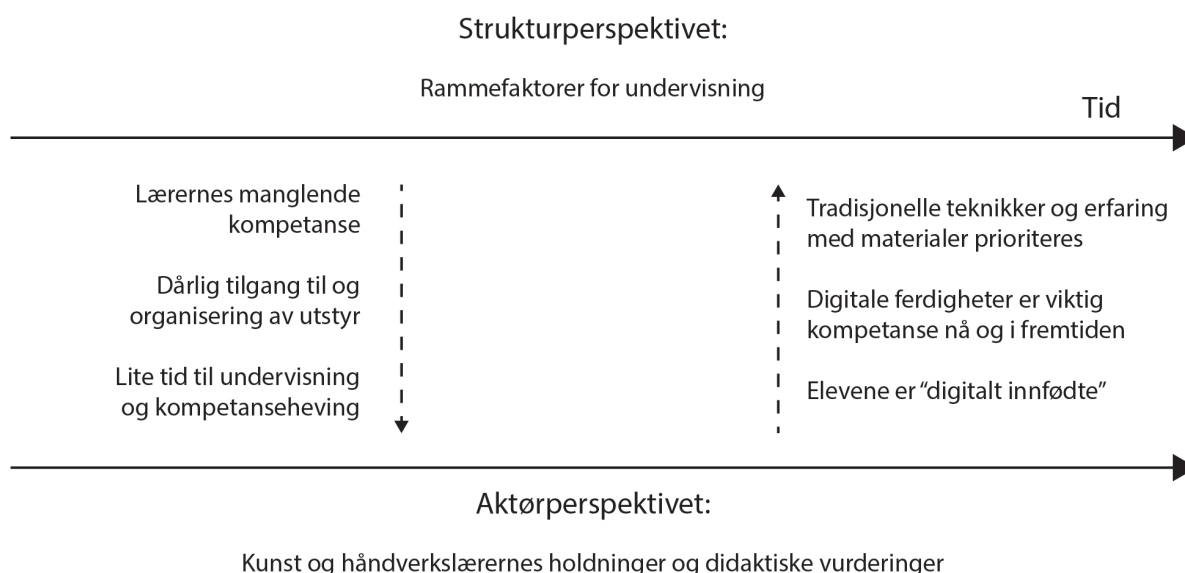 Strukturperspektivet:
Rammefaktorer for undervisning
Tid
Lærernes manglende
kompetanse
Dårlig tilgang til og
organisering av utstyr
Lite tid til undervisning
og kompetanseheving
Tradisjonelle teknikker og erfaring
med materialer prioriteres
Digitale ferdigheter er viktig
kompetanse nå og i fremtiden
Elevene er “digitalt innfødte”
Aktørperspektivet:
Kunst og håndverkslærernes holdninger og didaktiske vurderinger